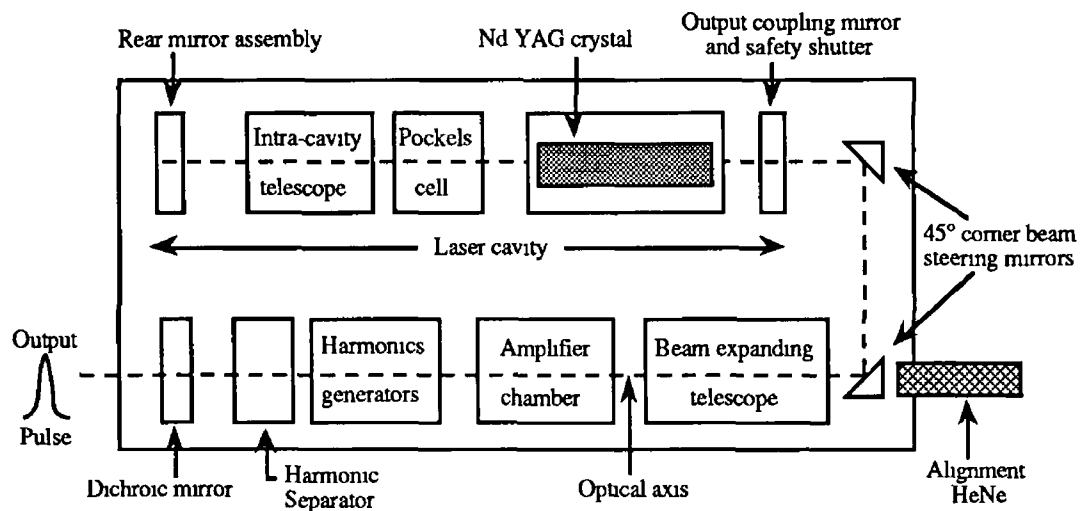 Rear mirror assembly
Nd YAG crystal
Output coupling mirror
and safety shutter
Intra-cavity
telescope
Pockels
cell
Laser cavity
45° corner beam
steering mirrors
Output
Pulse
Harmonics
generators
Amplifier
chamber
Beam expanding
telescope
Dichroic mirror
Harmonic
Separator
Optical axis
Alignment
HeNe